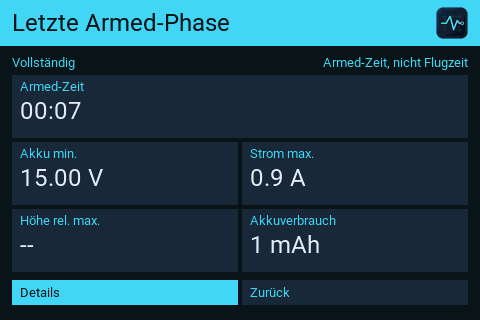 Letzte Armed-Phase
Vollständig
Armed-Zeit, nicht Flugzeit
Armed-Zeit
00:07
Akku min.
Strom max.
15.00 V
0.9 A
Höhe rel. max.
Akkuverbrauch
--
1 mAh
Details
Zurück